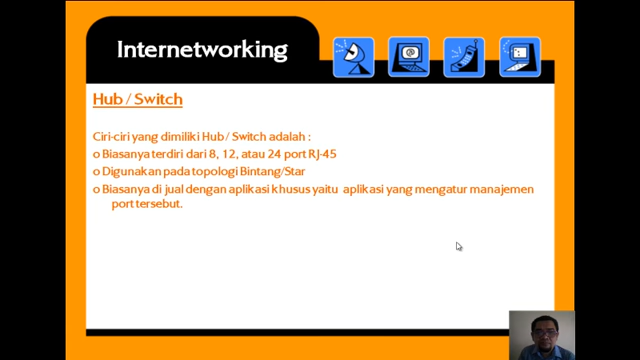 Internetworking
Hub / Switch
Ciri-ciri yang dimiliki Hub / Switch adalah :
o Biasanya terdiri dari 8, 12, atau 24 port RJ-45
o Digunakan pada topologi Bintang/Star
o Biasanya di jual dengan aplikasi khusus yaitu aplikasi yang mengatur manajemen
port tersebut.